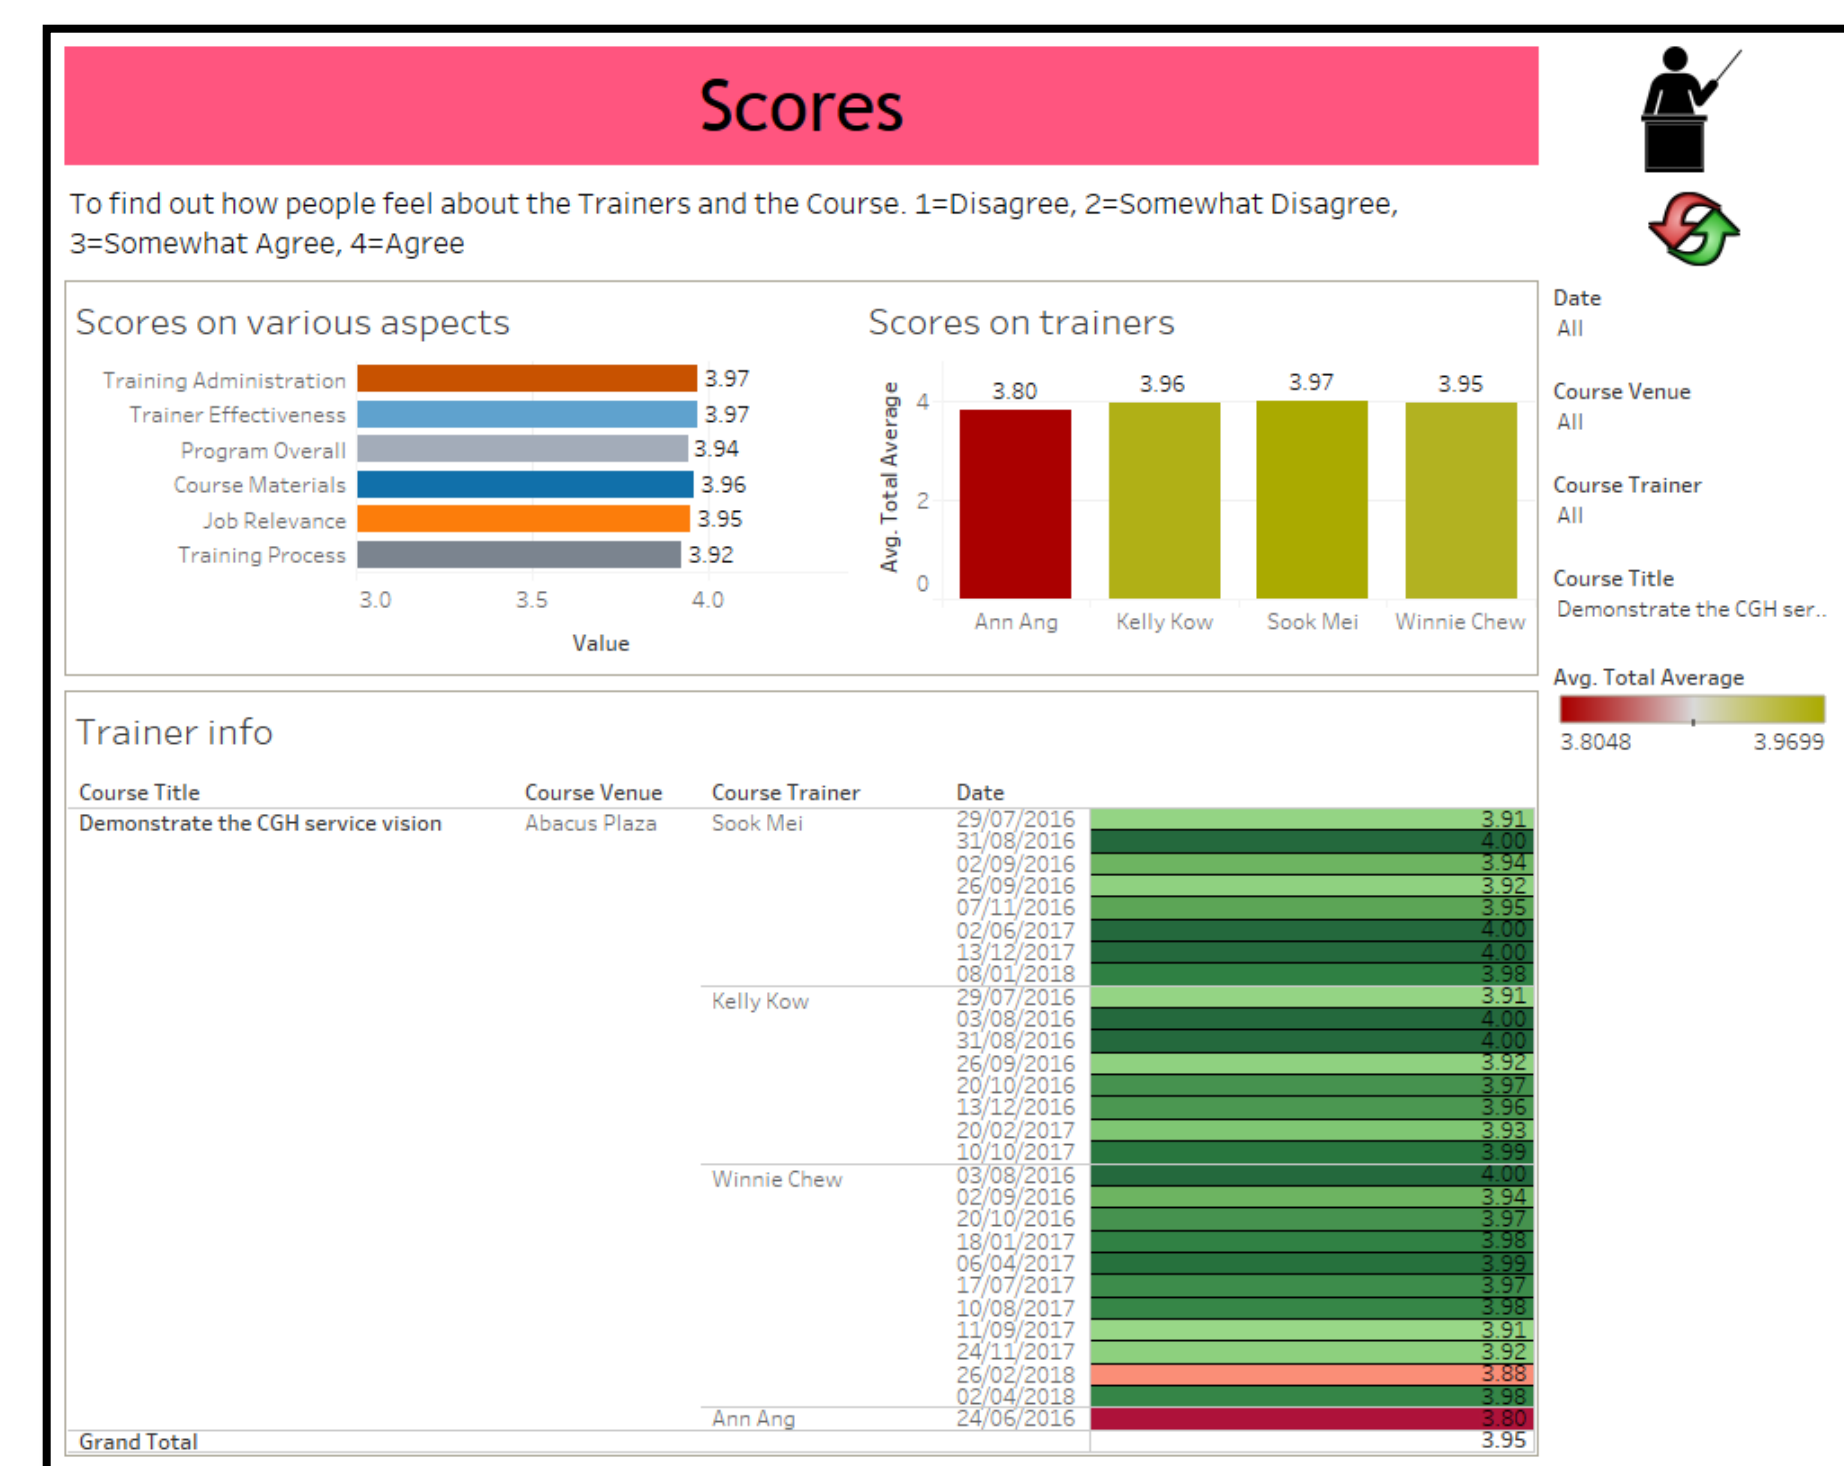 Scores
To find out how people feel about the Trainers and the Course. 1=Disagree, 2=Somewhat Disagree,
3=Somewhat Agree, 4=Agree
Scores on various aspects
Training Administration 3.97
Trainer Effectiveness 3.97
Program Overall 3.94
Course Materials 3.96
Job Relevance 3.95
Training Process 3.92
3.0 3.5 4.0
Value
Scores on trainers
Avg. Total Average
4
2
0
3.80 3.96 3.97 3.95
Ann Ang Kelly Kow Sook Mei Winnie Chew
Date
All
Course Venue
All
Course Trainer
All
Course Title
Demonstrate the CGH ser..
Avg. Total Average
3.8048 3.9699
Trainer info
Course Title Course Venue Course Trainer Date
Demonstrate the CGH service vision Abacus Plaza Sook Mei 29/07/2016 3.91
31/08/2016 4.00
02/09/2016 3.94
26/09/2016 3.92
07/11/2016 3.95
02/06/2017 4.00
13/12/2017 4.00
08/01/2018 3.98
Kelly Kow 29/07/2016 3.91
03/08/2016 4.00
31/08/2016 4.00
26/09/2016 3.92
20/10/2016 3.97
13/12/2016 3.96
20/02/2017 3.93
10/10/2017 3.99
Winnie Chew 03/08/2016 4.00
02/09/2016 3.94
20/10/2016 3.97
18/01/2017 3.98
06/04/2017 3.99
17/07/2017 3.97
10/08/2017 3.98
11/09/2017 3.91
24/11/2017 3.92
26/02/2018 3.88
02/04/2018 3.98
Ann Ang 24/06/2016 3.80
Grand Total 3.95